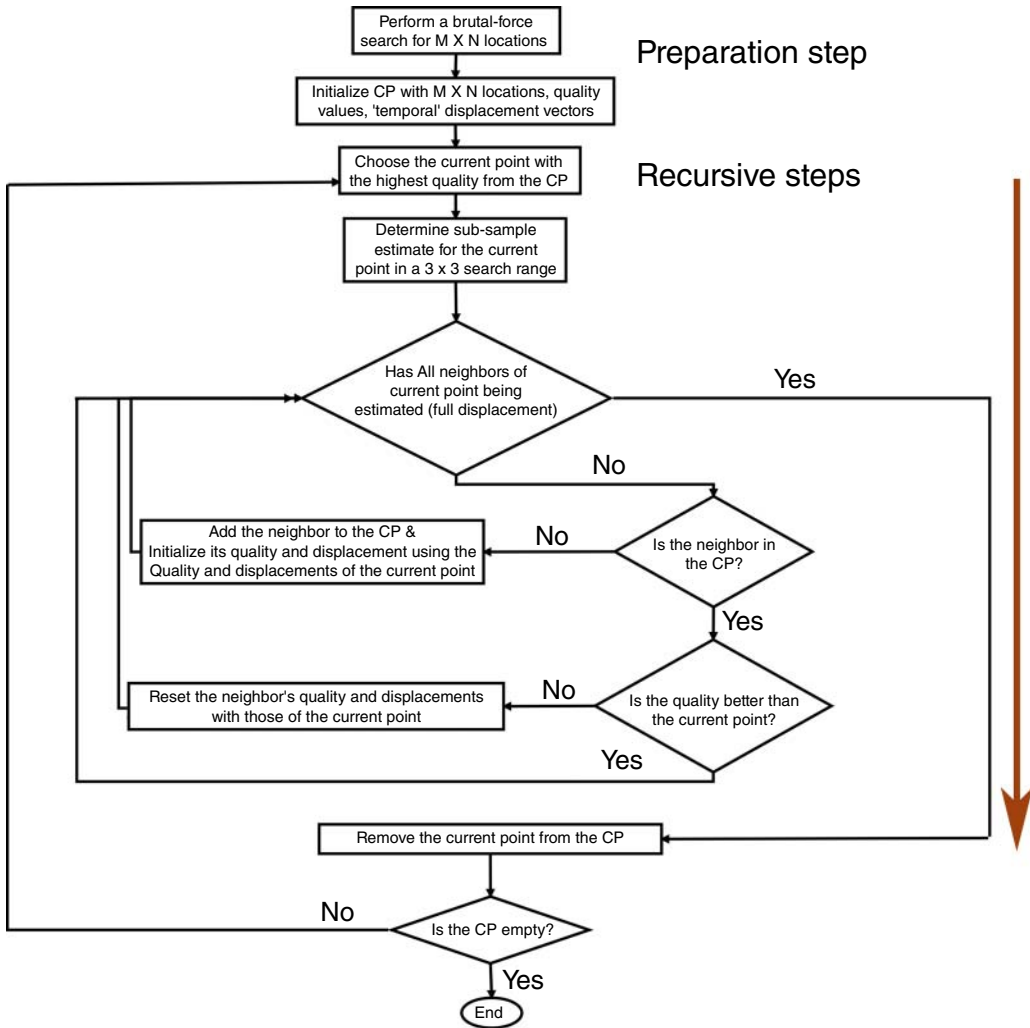 Perform a brutal-force
search for M X N locations
Preparation step
Initialize CP with M X N locations, quality
values, 'temporal' displacement vectors
Choose the current point with
the highest quality from the CP
Recursive steps
Determine sub-sample
estimate for the current
point in a 3 x 3 search range
Has All neighbors of
current point being
estimated (full displacement)
Yes
No
Is the neighbor in
the CP?
No
Add the neighbor to the CP &
Initialize its quality and displacement using the
Quality and displacements of the current point
Yes
Is the quality better than
the current point?
No
Reset the neighbor's quality and displacements
with those of the current point
Yes
Remove the current point from the CP
Is the CP empty?
No
Yes
End